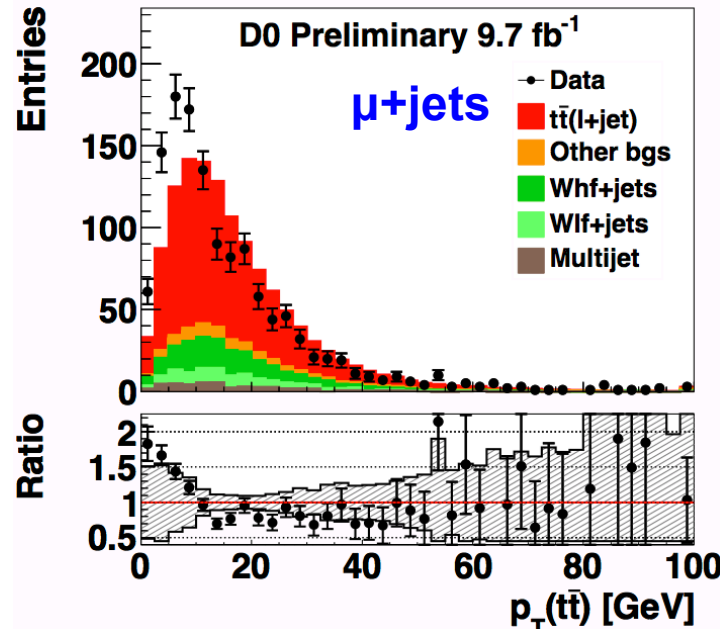 D0 Preliminary 9.7 fb⁻¹
μ+jets
Data
tt̄(l+jet)
Other bgs
Whf+jets
Wlf+jets
Multijet
Entries
200
150
100
50
0
Ratio
2
1.5
1
0.5
0 20 40 60 80 100
p_T(tt̄) [GeV]